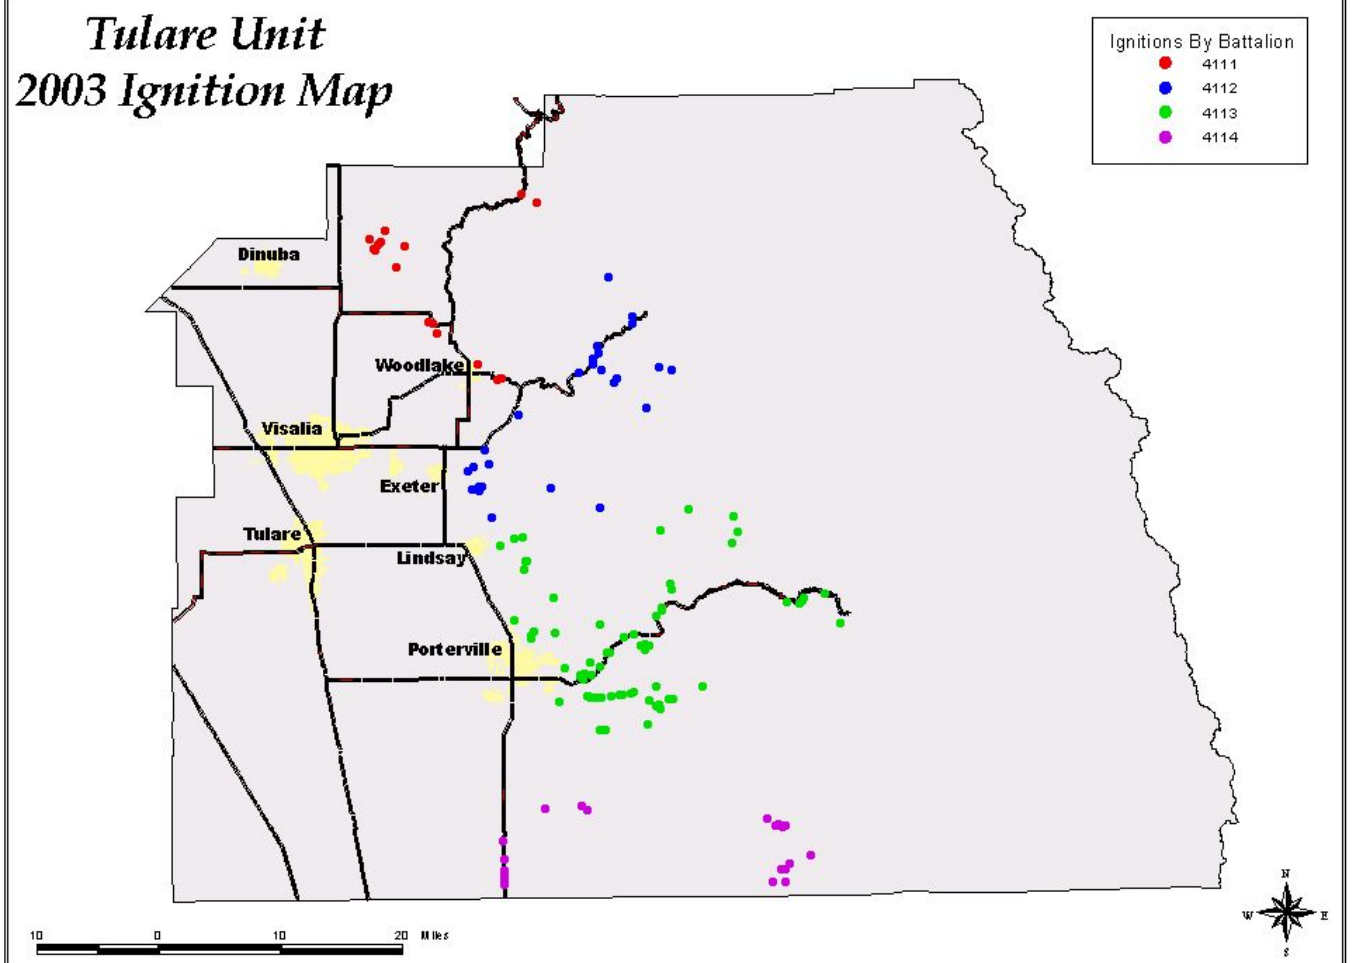 Tulare Unit
2003 Ignition Map
Ignitions By Battalion
4111
4112
4113
4114
Dinuba
Woodlake
Visalia
Exeter
Tulare
Lindsay
Porterville
N
W E
S
10 0 10 20 Miles